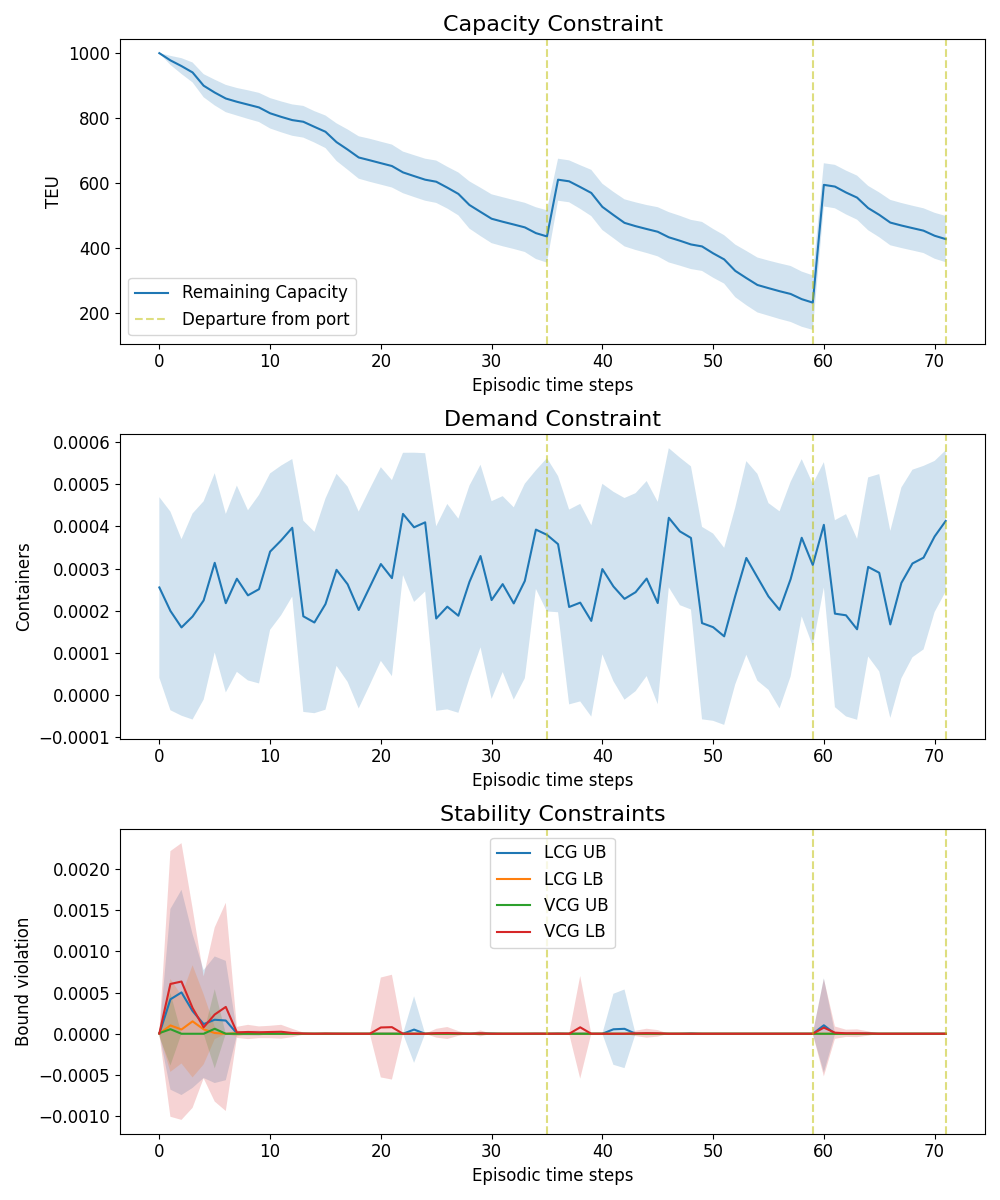 Capacity Constraint
1000
800
600
400
200
TEU
Remaining Capacity
Departure from port
0 10 20 30 40 50 60 70
Episodic time steps
Demand Constraint
0.0006
0.0005
0.0004
0.0003
0.0002
0.0001
0.0000
−0.0001
Containers
0 10 20 30 40 50 60 70
Episodic time steps
Stability Constraints
0.0020
0.0015
0.0010
0.0005
0.0000
−0.0005
−0.0010
Bound violation
LCG UB
LCG LB
VCG UB
VCG LB
0 10 20 30 40 50 60 70
Episodic time steps